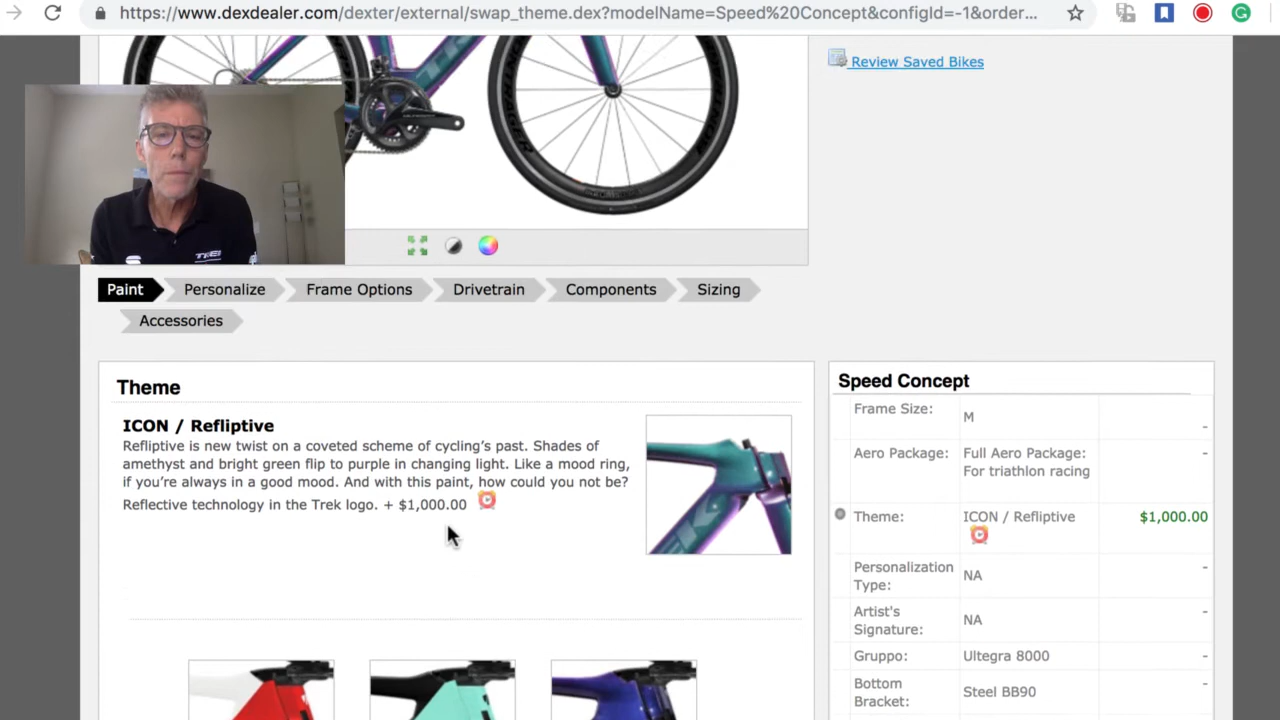 https://www.dexdealer.com/dexter/external/swap_theme.dex?modelName=Speed%20Concept&configId=-1&order...
Review Saved Bikes
TREK
Paint
Personalize
Frame Options
Drivetrain
Components
Sizing
Accessories
Theme
ICON / Refliptive
Refliptive is new twist on a coveted scheme of cycling's past. Shades of
amethyst and bright green flip to purple in changing light. Like a mood ring,
if you're always in a good mood. And with this paint, how could you not be?
Reflective technology in the Trek logo. + $1,000.00
Speed Concept
Frame Size: M -
Aero Package: Full Aero Package: -
For triathlon racing
Theme: ICON / Refliptive $1,000.00
Personalization
Type: NA -
Artist's
Signature: NA -
Gruppo: Ultegra 8000 -
Bottom
Bracket: Steel BB90 -